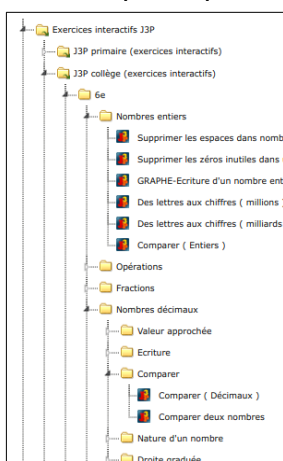 Exercices interactifs J3P
J3P primaire (exercices interactifs)
J3P collège (exercices interactifs)
6e
Nombres entiers
Supprimer les espaces dans nomb
Supprimer les zéros inutiles dans
GRAPHE-Ecriture d'un nombre ent
Des lettres aux chiffres ( millions )
Des lettres aux chiffres ( milliards
Comparer ( Entiers )
Opérations
Fractions
Nombres décimaux
Valeur approchée
Ecriture
Comparer
Comparer ( Décimaux )
Comparer deux nombres
Nature d'un nombre
Droite graduée